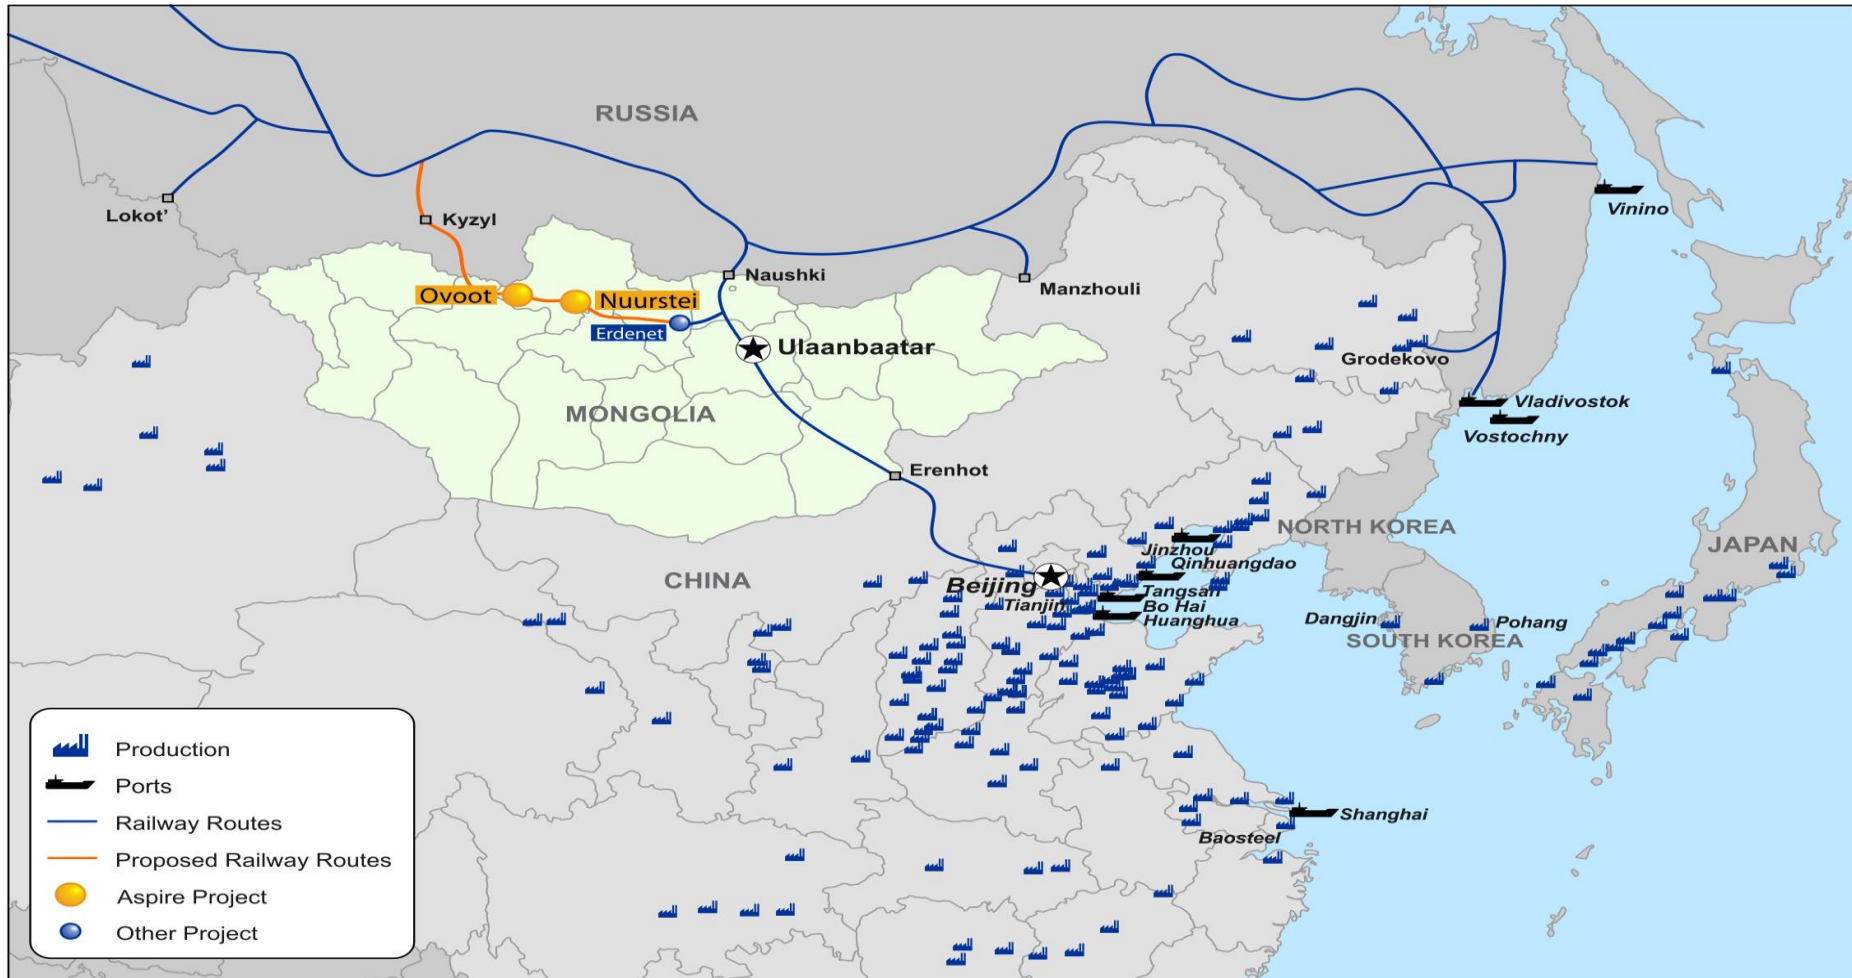 RUSSIA
Lokot’
Kyzyl
Vinino
Naushki
Manzhouli
Ovoot
Nuurstei
Erdenet
Ulaanbaatar
Grodekovo
MONGOLIA
Vladivostok
Vostochny
Erenhot
NORTH KOREA
JAPAN
Jinzhou
Qinhuangdao
CHINA
Beijing
Tangsan
Tianjin
Bo Hai
Huanghua
Dangjin
Pohang
SOUTH KOREA
Shanghai
Baosteel
Production
Ports
Railway Routes
Proposed Railway Routes
Aspire Project
Other Project